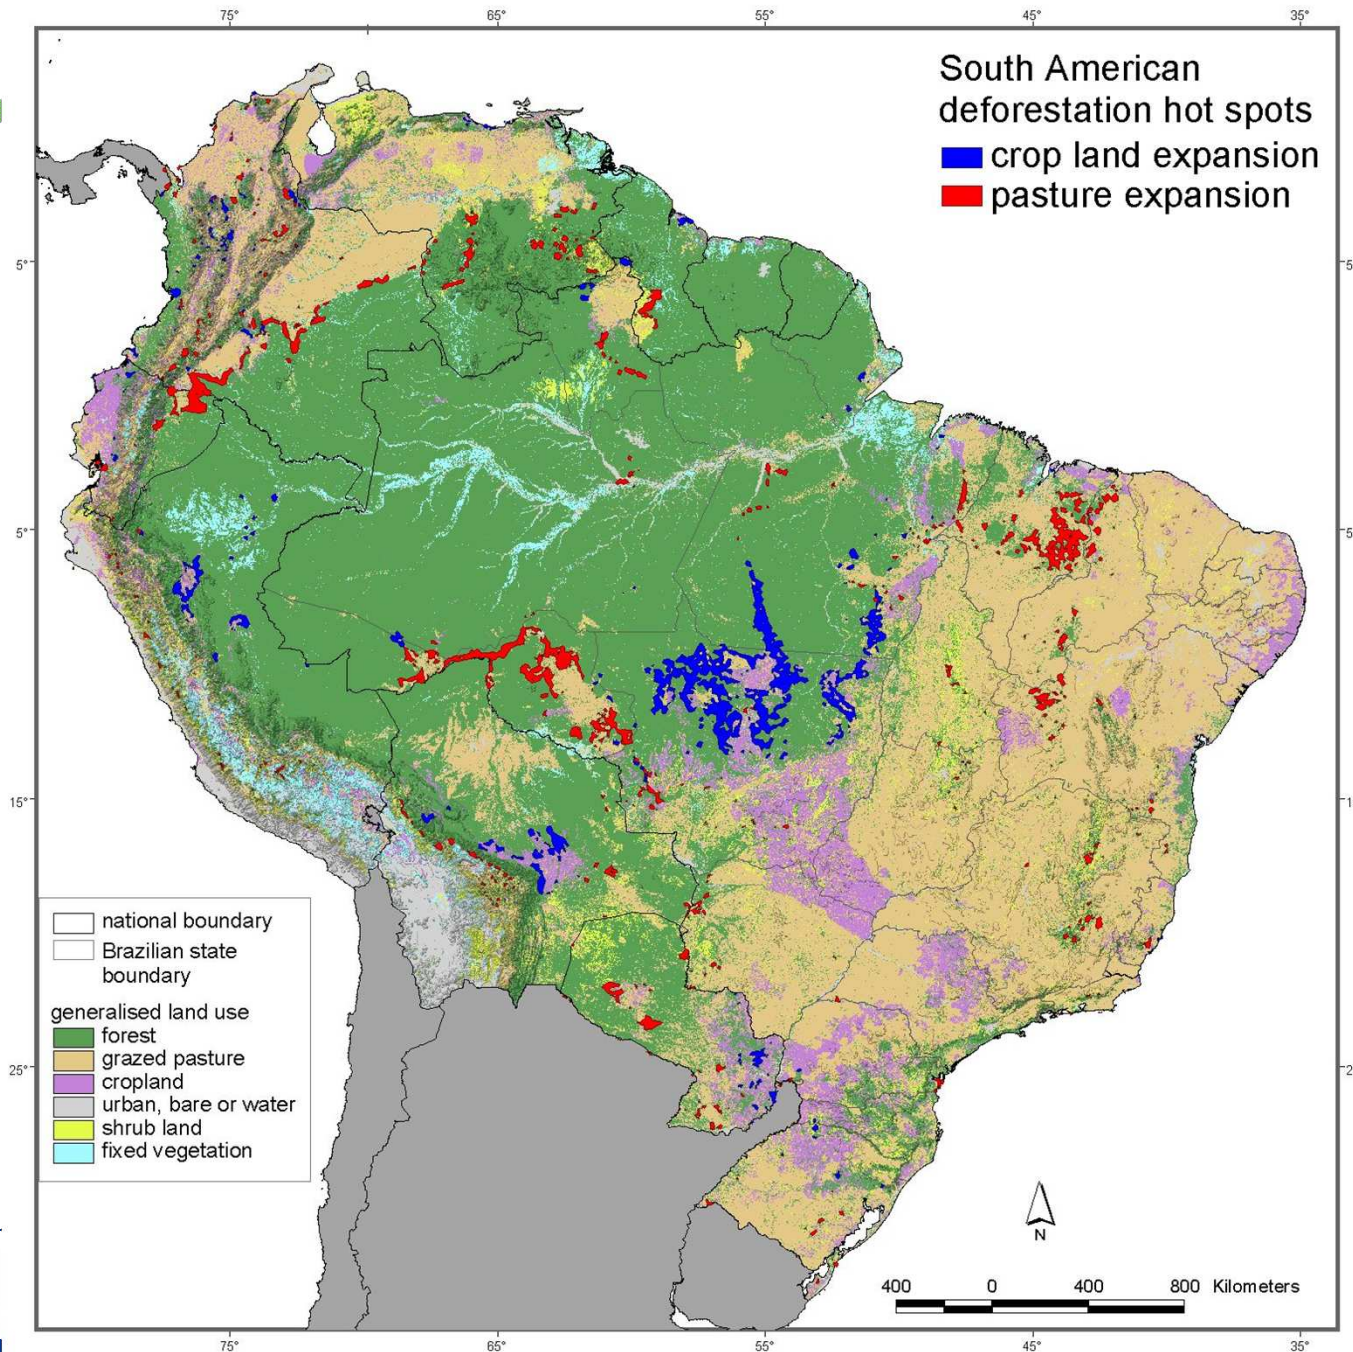 75° 65° 55° 45° 35°
South American
deforestation hot spots
crop land expansion
pasture expansion
5° 5
5° 5
15° 1
national boundary
Brazilian state
boundary
generalised land use
forest
grazed pasture
cropland
urban, bare or water
shrub land
fixed vegetation
25° 2
N
400 0 400 800 Kilometers
75° 65° 55° 45° 35°